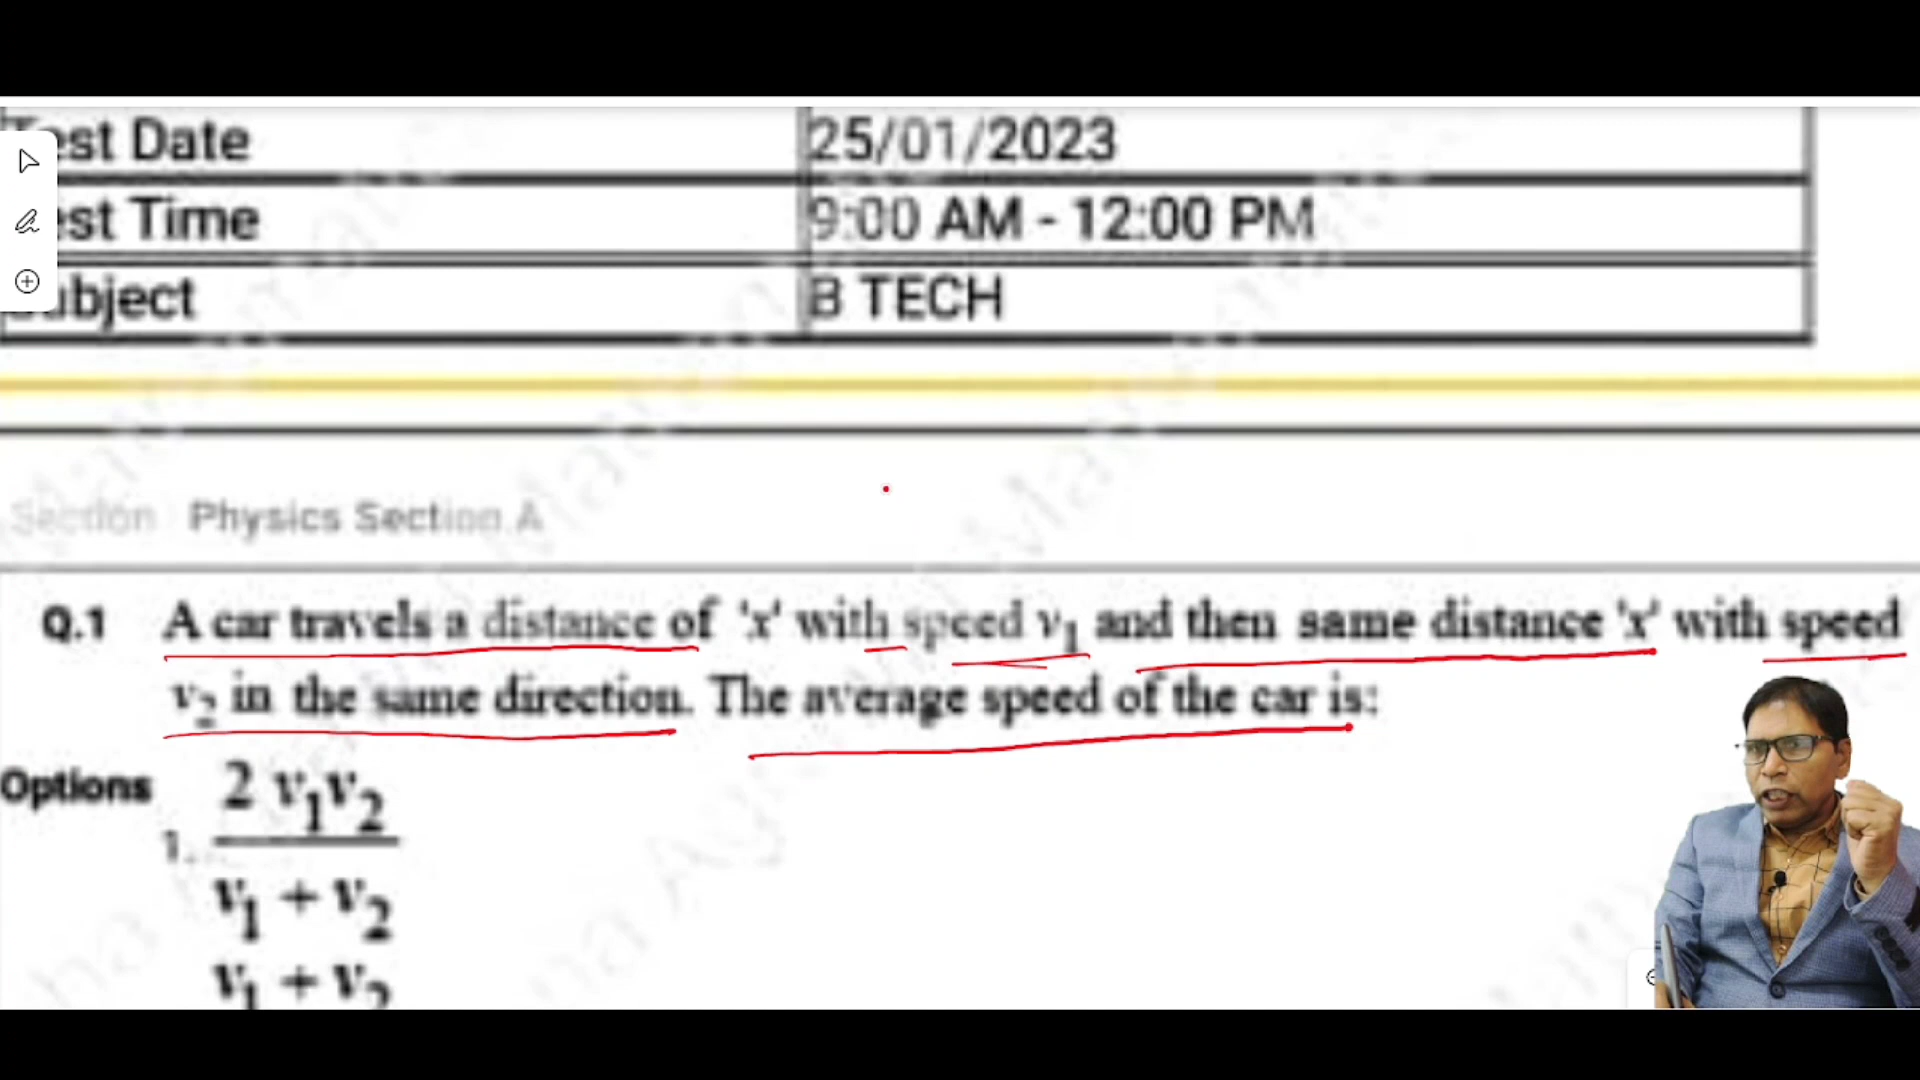 est Date 25/01/2023
est Time 9:00 AM - 12:00 PM
ubject B TECH
Section Physics Section A
Q.1 A car travels a distance of 'x' with speed v₁ and then same distance 'x' with speed
v₂ in the same direction. The average speed of the car is:
Options
1. 2 v₁v₂
v₁ + v₂
v₁ + v₂